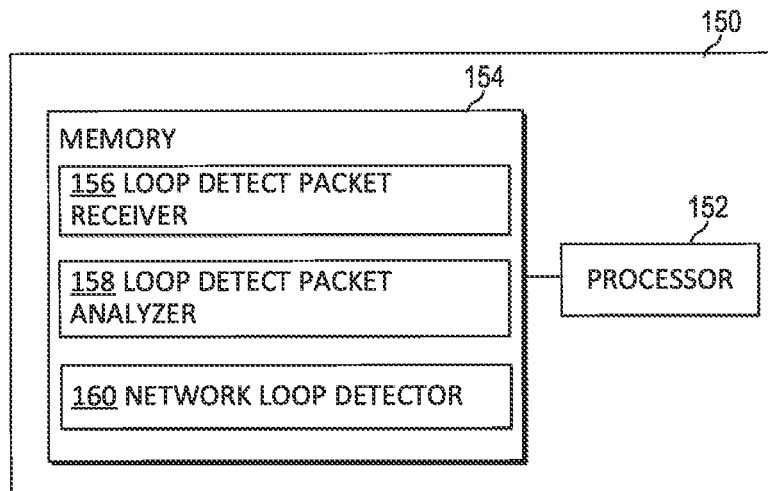 150
154
MEMORY
156 LOOP DETECT PACKET
RECEIVER
152
PROCESSOR
158 LOOP DETECT PACKET
ANALYZER
160 NETWORK LOOP DETECTOR